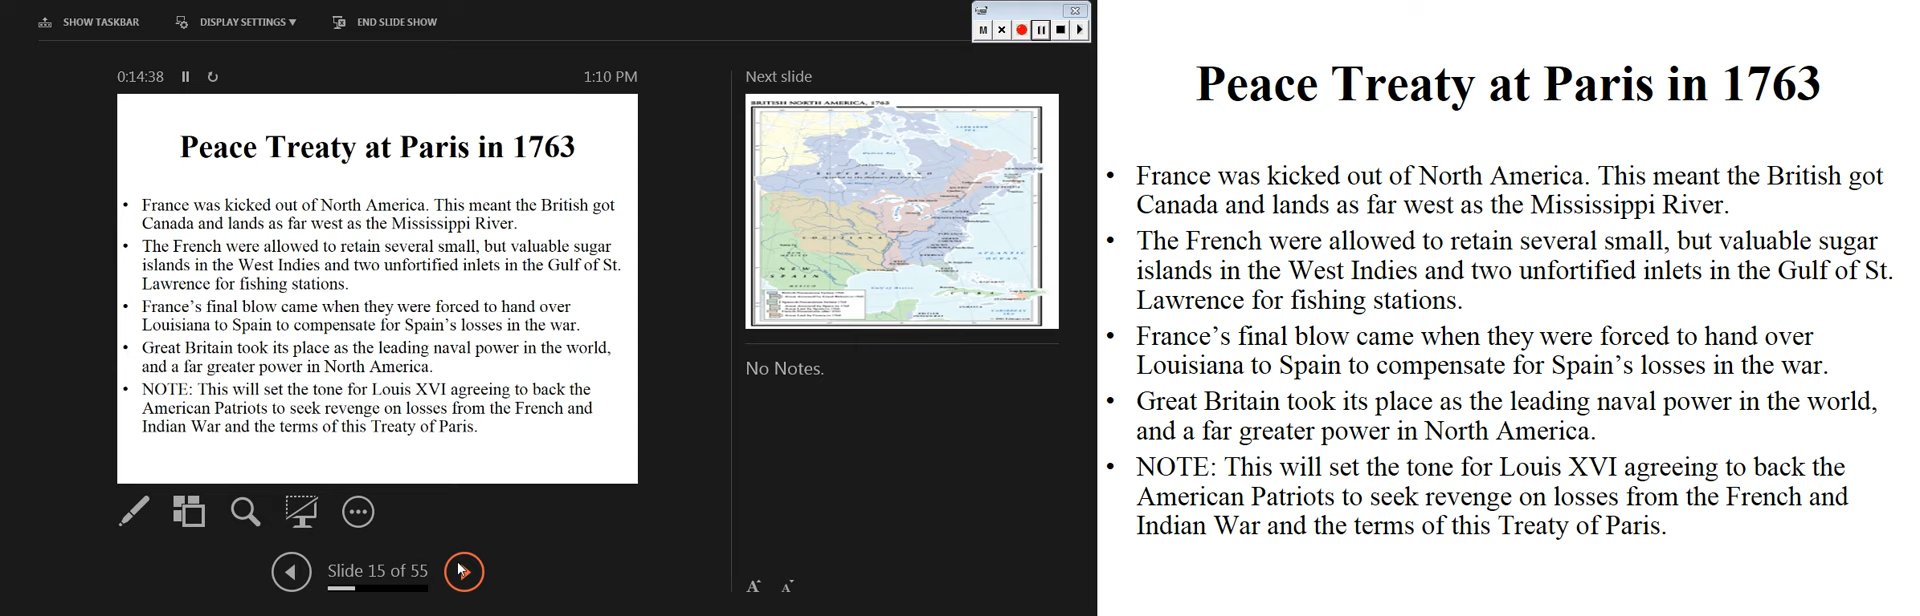 SHOW TASKBAR
DISPLAY SETTINGS ▼
END SLIDE SHOW
M
0:14:38
1:10 PM
Peace Treaty at Paris in 1763
• France was kicked out of North America. This meant the British got
Canada and lands as far west as the Mississippi River.
• The French were allowed to retain several small, but valuable sugar
islands in the West Indies and two unfortified inlets in the Gulf of St.
Lawrence for fishing stations.
• France’s final blow came when they were forced to hand over
Louisiana to Spain to compensate for Spain’s losses in the war.
• Great Britain took its place as the leading naval power in the world,
and a far greater power in North America.
• NOTE: This will set the tone for Louis XVI agreeing to back the
American Patriots to seek revenge on losses from the French and
Indian War and the terms of this Treaty of Paris.
Slide 15 of 55
Next slide
BRITISH NORTH AMERICA, 1763
RUPERT'S LAND
LOUISIANA
NEW
SPAIN
MEXICO
ATLANTIC
OCEAN
Gulf of Mexico
CUBA
No Notes.
A A
Peace Treaty at Paris in 1763
• France was kicked out of North America. This meant the British got
Canada and lands as far west as the Mississippi River.
• The French were allowed to retain several small, but valuable sugar
islands in the West Indies and two unfortified inlets in the Gulf of St.
Lawrence for fishing stations.
• France’s final blow came when they were forced to hand over
Louisiana to Spain to compensate for Spain’s losses in the war.
• Great Britain took its place as the leading naval power in the world,
and a far greater power in North America.
• NOTE: This will set the tone for Louis XVI agreeing to back the
American Patriots to seek revenge on losses from the French and
Indian War and the terms of this Treaty of Paris.